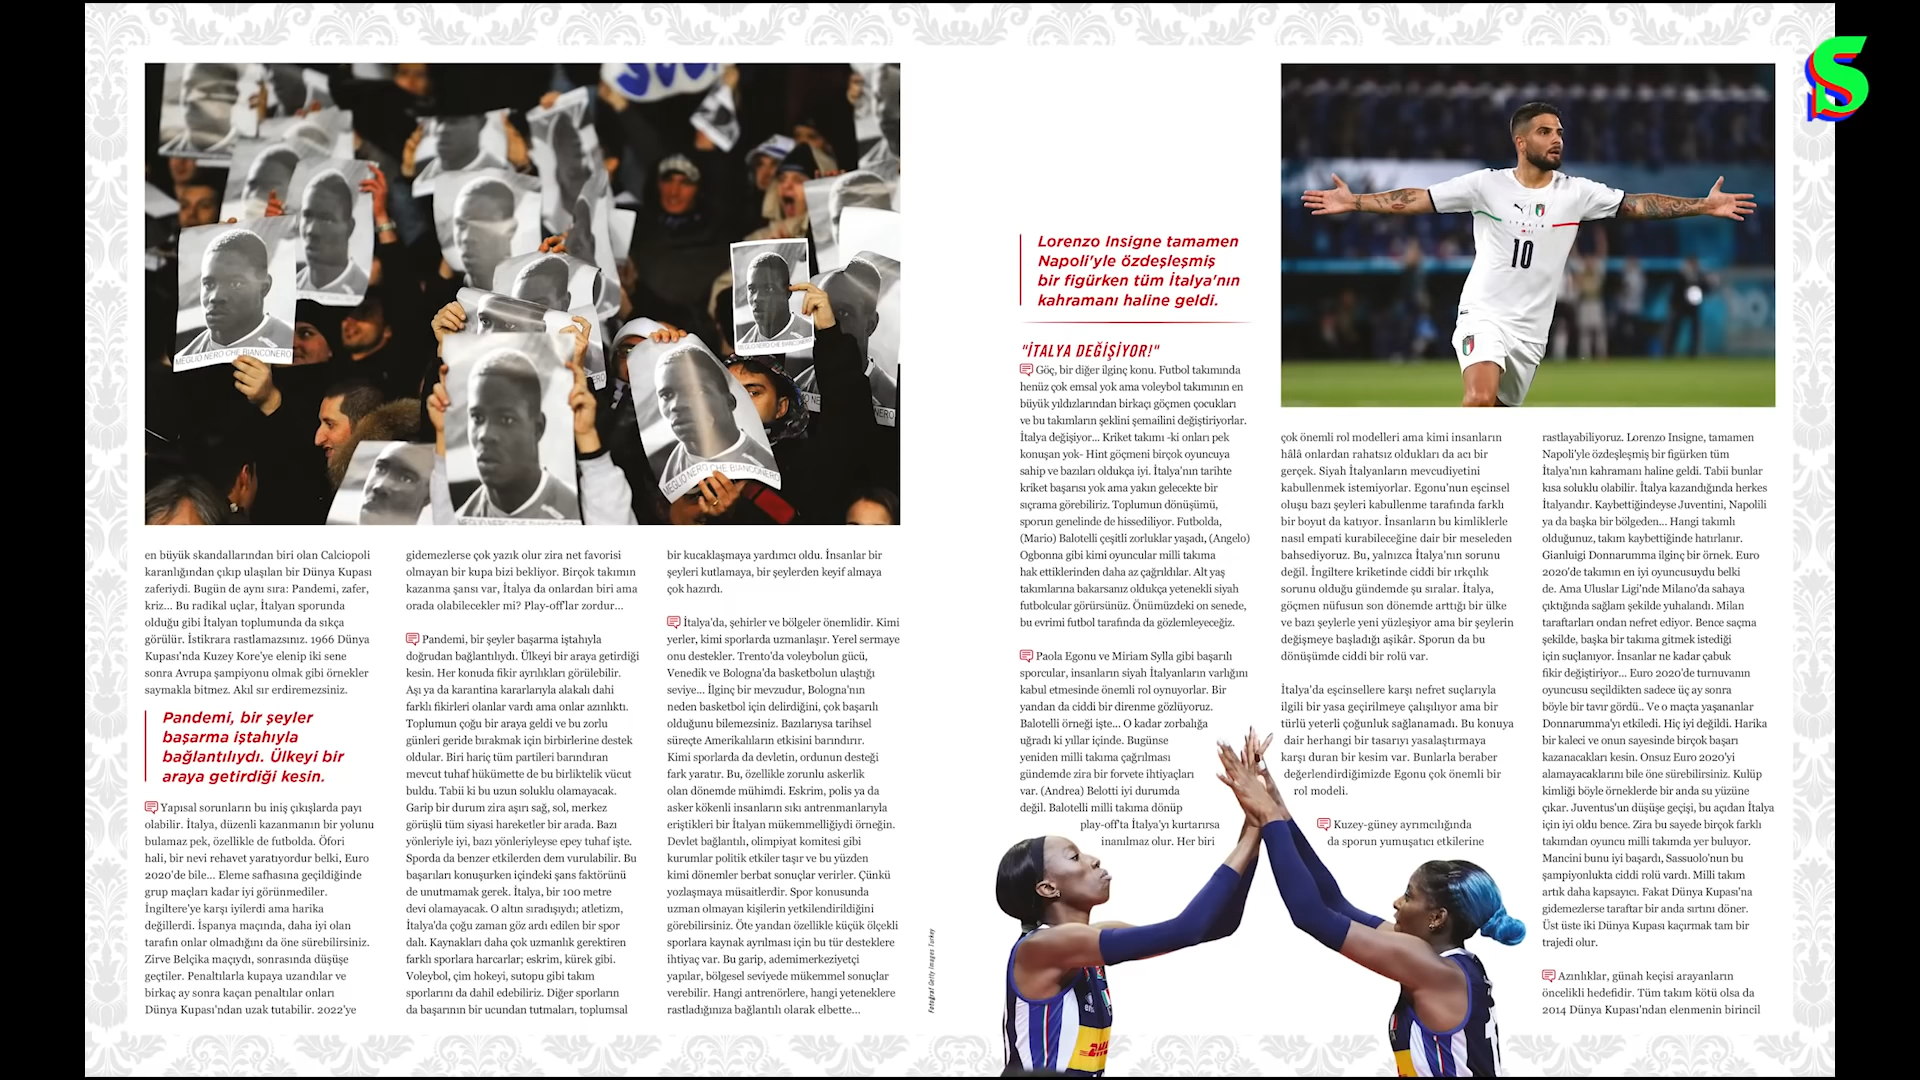 MEGLIO NERO CHE BIANCONERO
MEGLIO NERO CHE BIANCONERO
MEGLIO NERO CHE BIANCONERO
en büyük skandallarından biri olan Calciopoli
karanlığından çıkıp ulaşılan bir Dünya Kupası
zaferiydi. Bugün de aynı sıra: Pandemi, zafer,
kriz... Bu radikal uçlar, İtalyan sporunda
olduğu gibi İtalyan toplumunda da sıkça
görülür. İstikrara rastlamazsınız. 1966 Dünya
Kupası'nda Kuzey Kore'ye elenip iki sene
sonra Avrupa şampiyonu olmak gibi örnekler
saymakla bitmez. Akıl sır erdiremezsiniz.
Pandemi, bir şeyler
başarma iştahıyla
bağlantılıydı. Ülkeyi bir
araya getirdiği kesin.
Yapısal sorunların bu iniş çıkışlarda payı
olabilir. İtalya, düzenli kazanmanın bir yolunu
bulamaz pek, özellikle de futbolda. Öfori
hali, bir nevi rehavet yaratıyordur belki, Euro
2020'de bile... Eleme safhasına geçildiğinde
grup maçları kadar iyi görünmediler.
İngiltere'ye karşı iyilerdi ama harika
değillerdi. İspanya maçında, daha iyi olan
tarafın onlar olmadığını da öne sürebilirsiniz.
Zirve Belçika maçıydı, sonrasında düşüşe
geçtiler. Penaltılarla kupaya uzandılar ve
birkaç ay sonra kaçan penaltılar onları
Dünya Kupası'ndan uzak tutabilir. 2022'ye
gidemezlerse çok yazık olur zira net favorisi
olmayan bir kupa bizi bekliyor. Birçok takımın
kazanma şansı var, İtalya da onlardan biri ama
orada olabilecekler mi? Play-off'lar zordur...
Pandemi, bir şeyler başarma iştahıyla
doğrudan bağlantılıydı. Ülkeyi bir araya getirdiği
kesin. Her konuda fikir ayrılıkları görülebilir.
Aşı ya da karantina kararlarıyla alakalı dahi
farklı fikirleri olanlar vardı ama onlar azınlıktı.
Toplumun çoğu bir araya geldi ve bu zorlu
günleri geride bırakmak için birbirlerine destek
oldular. Biri hariç tüm partileri barındıran
mevcut tuhaf hükümette de bu birliktelik vücut
buldu. Tabii ki bu uzun soluklu olamayacak.
Garip bir durum zira aşırı sağ, sol, merkez
görüşlü tüm siyasi hareketler bir arada. Bazı
yönleriyle iyi, bazı yönleriyleyse epey tuhaf işte.
Sporda da benzer etkilerden dem vurulabilir. Bu
başarıları konuşurken içindeki şans faktörünü
de unutmamak gerek. İtalya, bir 100 metre
devi olamayacak. O altın sıradışıydı; atletizm,
İtalya'da çoğu zaman göz ardı edilen bir spor
dalı. Kaynakları daha çok uzmanlık gerektiren
farklı sporlara harcarlar; eskrim, kürek gibi.
Voleybol, çim hokeyi, sutopu gibi takım
sporlarını da dahil edebiliriz. Diğer sporların
da başarının bir ucundan tutmaları, toplumsal
bir kucaklaşmaya yardımcı oldu. İnsanlar bir
şeyleri kutlamaya, bir şeylerden keyif almaya
çok hazırdı.
İtalya'da, şehirler ve bölgeler önemlidir. Kimi
yerler, kimi sporlarda uzmanlaşır. Yerel sermaye
onu destekler. Trento'da voleybolun gücü,
Venedik ve Bologna'da basketbolun ulaştığı
seviye... İlginç bir mevzudur, Bologna'nın
neden basketbol için delirdiğini, çok başarılı
olduğunu bilemezsiniz. Bazılarıysa tarihsel
süreçte Amerikalıların etkisini barındırır.
Kimi sporlarda da devletin, ordunun desteği
fark yaratır. Bu, özellikle zorunlu askerlik
olan dönemde mühimdi. Eskrim, polis ya da
asker kökenli insanların sıkı antrenmanlarıyla
eriştikleri bir İtalyan mükemmelliğiydi örneğin.
Devlet bağlantılı, olimpiyat komitesi gibi
kurumlar politik etkiler taşır ve bu yüzden
kimi dönemler berbat sonuçlar verirler. Çünkü
yozlaşmaya müsaitlerdir. Spor konusunda
uzman olmayan kişilerin yetkilendirildiğini
görebilirsiniz. Öte yandan özellikle küçük ölçekli
sporlara kaynak ayrılması için bu tür desteklere
ihtiyaç var. Bu garip, ademimerkeziyetçi
yapılar, bölgesel seviyede mükemmel sonuçlar
verebilir. Hangi antrenörlere, hangi yeteneklere
rastladığınıza bağlantılı olarak elbette...
Fotoğraf Getty Images Turkey
Lorenzo Insigne tamamen
Napoli'yle özdeşleşmiş
bir figürken tüm İtalya'nın
kahramanı haline geldi.
"İTALYA DEĞİŞİYOR!"
Göç, bir diğer ilginç konu. Futbol takımında
henüz çok emsal yok ama voleybol takımının en
büyük yıldızlarından birkaçı göçmen çocukları
ve bu takımların şeklini şemailini değiştiriyorlar.
İtalya değişiyor... Kriket takımı -ki onları pek
konuşan yok- Hint göçmeni birçok oyuncuya
sahip ve bazıları oldukça iyi. İtalya'nın tarihte
kriket başarısı yok ama yakın gelecekte bir
sıçrama görebiliriz. Toplumun dönüşümü,
sporun genelinde de hissediliyor. Futbolda,
(Mario) Balotelli çeşitli zorluklar yaşadı, (Angelo)
Ogbonna gibi kimi oyuncular milli takıma
hak ettiklerinden daha az çağrıldılar. Alt yaş
takımlarına bakarsanız oldukça yetenekli siyah
futbolcular görürsünüz. Önümüzdeki on senede,
bu evrimi futbol tarafında da gözlemleyeceğiz.
Paola Egonu ve Miriam Sylla gibi başarılı
sporcular, insanların siyah İtalyanların varlığını
kabul etmesinde önemli rol oynuyorlar. Bir
yandan da ciddi bir direnme gözlüyoruz.
Balotelli örneği işte... O kadar zorbalığa
uğradı ki yıllar içinde. Bugünse
yeniden milli takıma çağrılması
gündemde zira bir forvete ihtiyaçları
var. (Andrea) Belotti iyi durumda
değil. Balotelli milli takıma dönüp
play-off'ta İtalya'yı kurtarırsa
inanılmaz olur. Her biri
10
çok önemli rol modelleri ama kimi insanların
hâlâ onlardan rahatsız oldukları da acı bir
gerçek. Siyah İtalyanların mevcudiyetini
kabullenmek istemiyorlar. Egonu'nun eşcinsel
oluşu bazı şeyleri kabullenme tarafında farklı
bir boyut da katıyor. İnsanların bu kimliklerle
nasıl empati kurabileceğine dair bir meseleden
bahsediyoruz. Bu, yalnızca İtalya'nın sorunu
değil. İngiltere kriketinde ciddi bir ırkçılık
sorunu olduğu gündemde şu sıralar. İtalya,
göçmen nüfusun son dönemde arttığı bir ülke
ve bazı şeylerle yeni yüzleşiyor ama bir şeylerin
değişmeye başladığı aşikâr. Sporun da bu
dönüşümde ciddi bir rolü var.
İtalya'da eşcinsellere karşı nefret suçlarıyla
ilgili bir yasa geçirilmeye çalışılıyor ama bir
türlü yeterli çoğunluk sağlanamadı. Bu konuya
dair herhangi bir tasarıyı yasalaştırmaya
karşı duran bir kesim var. Bunlarla beraber
değerlendirdiğimizde Egonu çok önemli bir
rol modeli.
Kuzey-güney ayrımcılığında
da sporun yumuşatıcı etkilerine
rastlayabiliyoruz. Lorenzo Insigne, tamamen
Napoli'yle özdeşleşmiş bir figürken tüm
İtalya'nın kahramanı haline geldi. Tabii bunlar
kısa soluklu olabilir. İtalya kazandığında herkes
İtalyandır. Kaybettiğindeyse Juventini, Napolili
ya da başka bir bölgeden... Hangi takımlı
olduğunuz, takım kaybettiğinde hatırlanır.
Gianluigi Donnarumma ilginç bir örnek. Euro
2020'de takımın en iyi oyuncusuydu belki
de. Ama Uluslar Ligi'nde Milano'da sahaya
çıktığında sağlam şekilde yuhalandı. Milan
taraftarları ondan nefret ediyor. Bence saçma
şekilde, başka bir takıma gitmek istediği
için suçlanıyor. İnsanlar ne kadar çabuk
fikir değiştiriyor... Euro 2020'de turnuvanın
oyuncusu seçildikten sadece üç ay sonra
böyle bir tavır gördü.. Ve o maçta yaşananlar
Donnarumma'yı etkiledi. Hiç iyi değildi. Harika
bir kaleci ve onun sayesinde birçok başarı
kazanacakları kesin. Onsuz Euro 2020'yi
alamayacaklarını bile öne sürebilirsiniz. Kulüp
kimliği böyle örneklerde bir anda su yüzüne
çıkar. Juventus'un düşüşe geçişi, bu açıdan İtalya
için iyi oldu bence. Zira bu sayede birçok farklı
takımdan oyuncu milli takımda yer buluyor.
Mancini bunu iyi başardı, Sassuolo'nun bu
şampiyonlukta ciddi rolü vardı. Milli takım
artık daha kapsayıcı. Fakat Dünya Kupası'na
gidemezlerse taraftar bir anda sırtını döner.
Üst üste iki Dünya Kupası kaçırmak tam bir
trajedi olur.
Azınlıklar, günah keçisi arayanların
öncelikli hedefidir. Tüm takım kötü olsa da
2014 Dünya Kupası'ndan elenmenin birincil
S